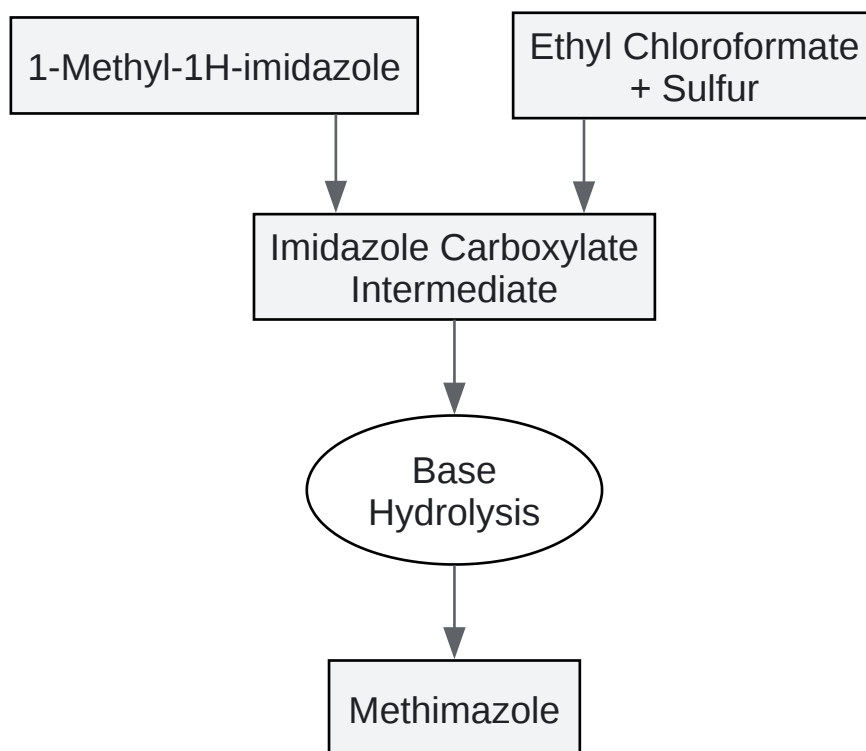 1-Methyl-1H-imidazole
Ethyl Chloroformate
+ Sulfur
Imidazole Carboxylate
Intermediate
Base
Hydrolysis
Methimazole